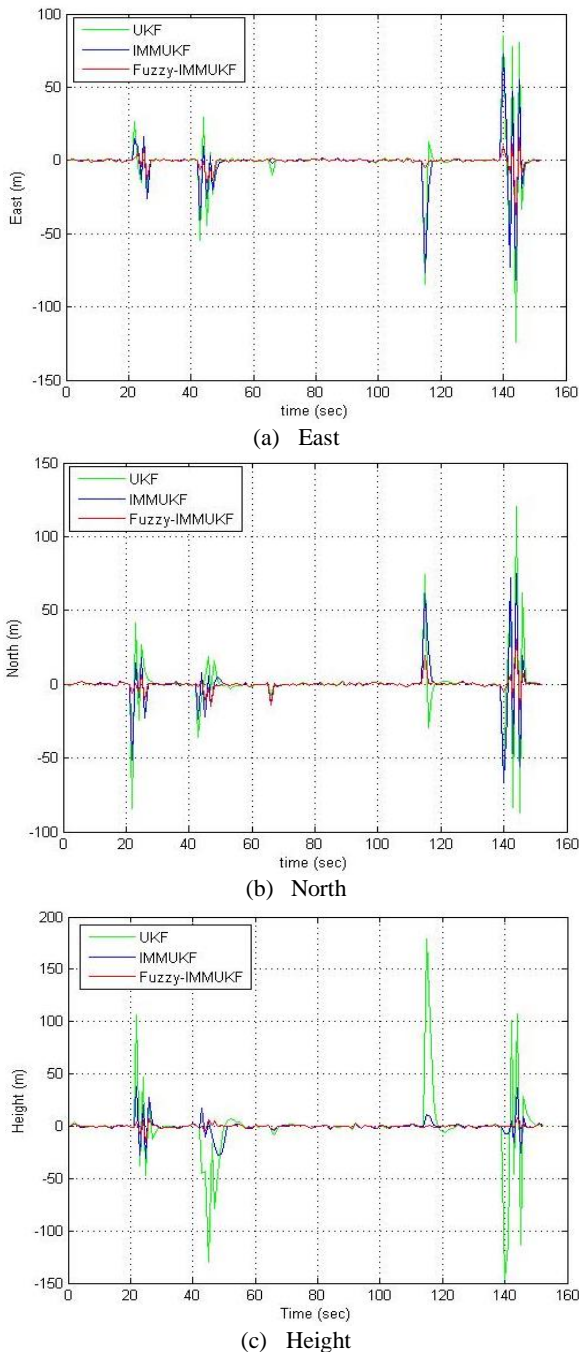 100
50
0
-50
-100
-150
East (m)
UKF
IMMUKF
Fuzzy-IMMUKF
0 20 40 60 80 100 120 140 160
time (sec)
(a) East
150
100
50
0
-50
-100
North (m)
UKF
IMMUKF
Fuzzy-IMMUKF
0 20 40 60 80 100 120 140 160
time (sec)
(b) North
200
150
100
50
0
-50
-100
-150
Height (m)
UKF
IMMUKF
Fuzzy-IMMUKF
0 20 40 60 80 100 120 140 160
Time (sec)
(c) Height